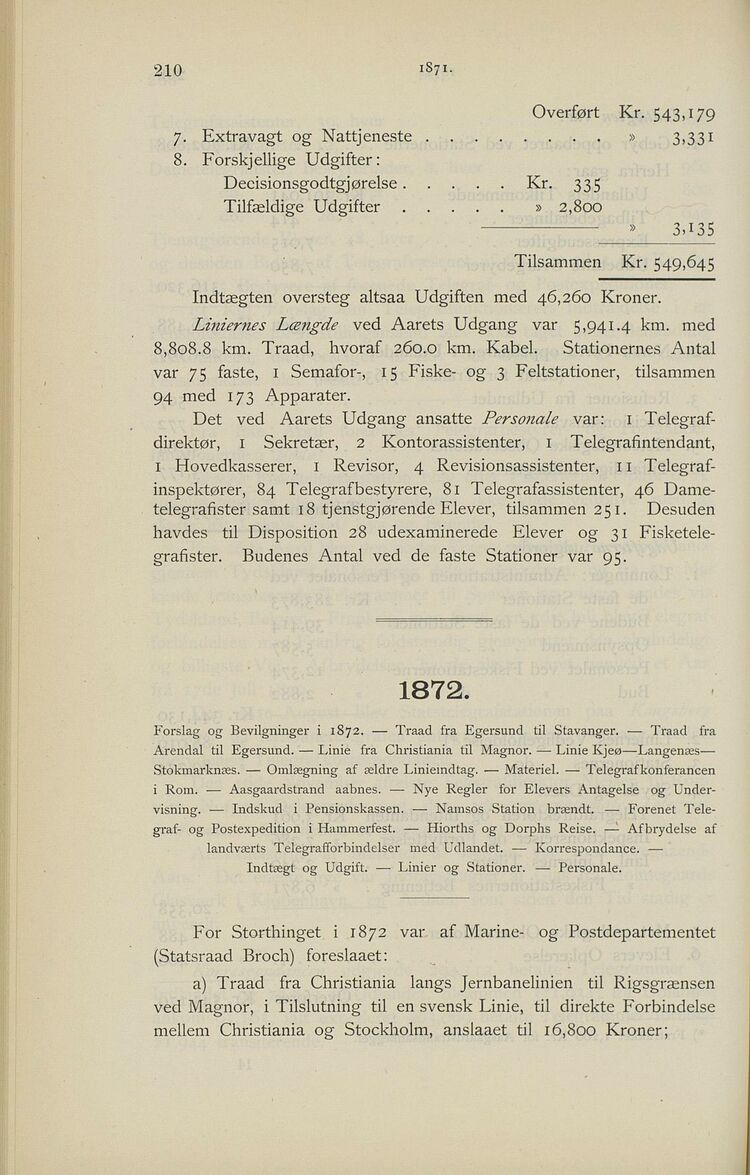 210
1871.
Overført Kr. 543,179
7. Extravagt og Nattjeneste . . . . . . . . » 3,331
8. Forskjellige Udgifter:
Decisionsgodtgjørelse . . . . . Kr. 335
Tilfældige Udgifter . . . . . » 2,800
» 3,135
Tilsammen Kr. 549,645
Indtægten oversteg altsaa Udgiften med 46,260 Kroner.
Liniernes Længde ved Aarets Udgang var 5,941.4 km. med
8,808.8 km. Traad, hvoraf 260.0 km. Kabel. Stationernes Antal
var 75 faste, 1 Semafor-, 15 Fiske- og 3 Feltstationer, tilsammen
94 med 173 Apparater.
Det ved Aarets Udgang ansatte Personale var: 1 Telegraf-
direktør, 1 Sekretær, 2 Kontorassistenter, 1 Telegrafintendant,
1 Hovedkasserer, 1 Revisor, 4 Revisionsassistenter, 11 Telegraf-
inspektører, 84 Telegrafbestyrere, 81 Telegrafassistenter, 46 Dame-
telegrafister samt 18 tjenstgjørende Elever, tilsammen 251. Desuden
havdes til Disposition 28 udexaminerede Elever og 31 Fisketele-
grafister. Budenes Antal ved de faste Stationer var 95.
1872.
Forslag og Bevilgninger i 1872. — Traad fra Egersund til Stavanger. — Traad fra
Arendal til Egersund. — Linie fra Christiania til Magnor. — Linie Kjeø—Langenæs—
Stokmarknæs. — Omlægning af ældre Liniemdtag. — Materiel. — Telegrafkonferancen
i Rom. — Aasgaardstrand aabnes. — Nye Regler for Elevers Antagelse og Under-
visning. — Indskud i Pensionskassen. — Namsos Station brændt. — Forenet Tele-
graf- og Postexpedition i Hammerfest. — Hiorths og Dorphs Reise. — Afbrydelse af
landværts Telegrafforbindelser med Udlandet. — Korrespondance. —
Indtægt og Udgift. — Linier og Stationer. — Personale.
For Storthinget i 1872 var af Marine- og Postdepartementet
(Statsraad Broch) foreslaaet:
a) Traad fra Christiania langs Jernbanelinien til Rigsgrænsen
ved Magnor, i Tilslutning til en svensk Linie, til direkte Forbindelse
mellem Christiania og Stockholm, anslaaet til 16,800 Kroner;